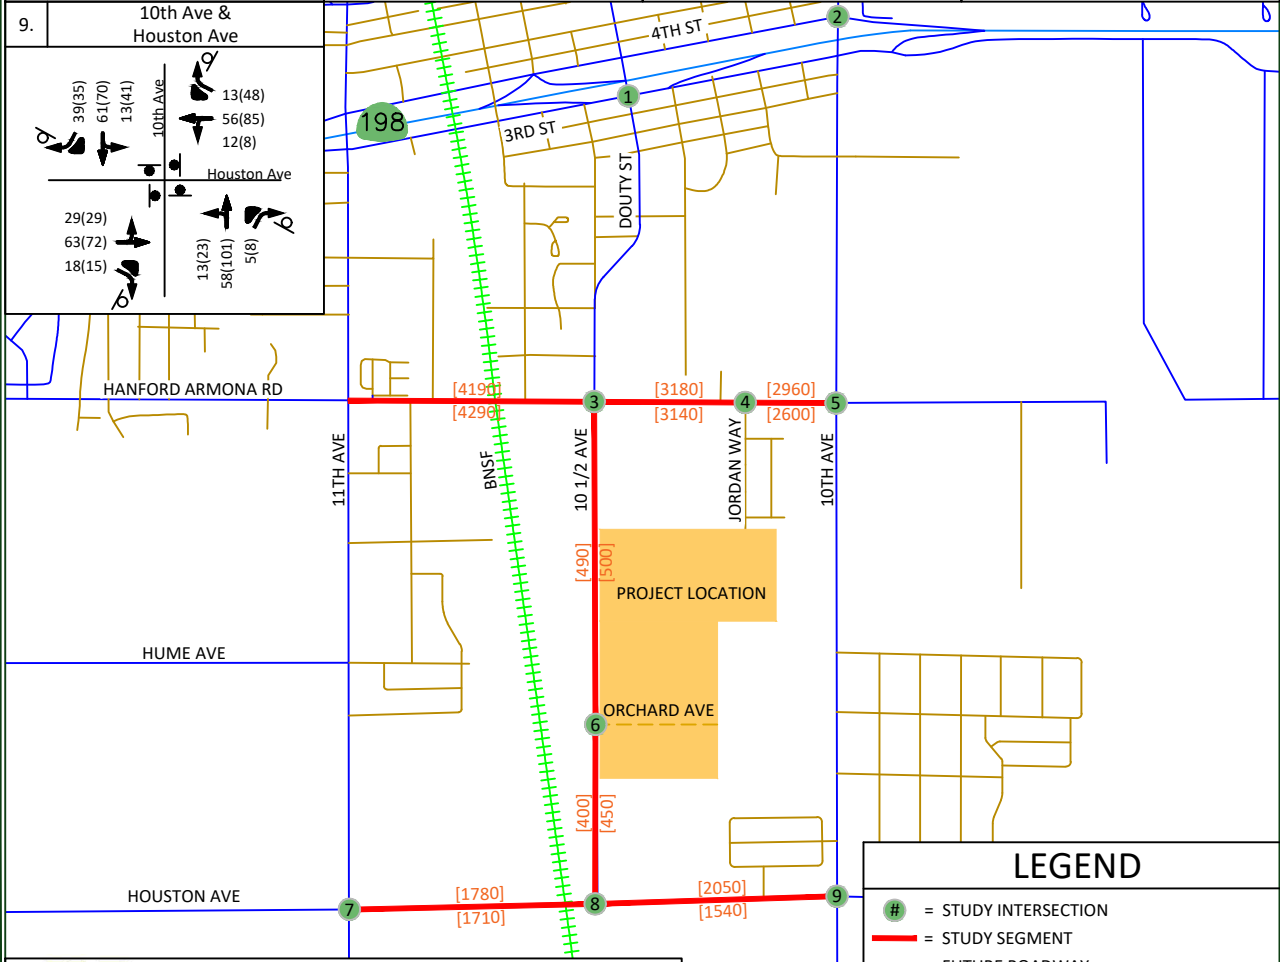 9.
10th Ave &
Houston Ave
39(35)
61(70)
13(41)
10th Ave
13(48)
56(85)
12(8)
Houston Ave
29(29)
63(72)
18(15)
13(23)
58(101)
5(8)
198
4TH ST
3RD ST
DOUTY ST
1
2
HANFORD ARMONA RD
[4190]
[4290]
3
[3180]
[3140]
4
[2960]
[2600]
5
11TH AVE
BNSF
10 1/2 AVE
JORDAN WAY
10TH AVE
[490]
[500]
PROJECT LOCATION
HUME AVE
ORCHARD AVE
6
[400]
[450]
HOUSTON AVE
7
[1780]
[1710]
8
[2050]
[1540]
9
LEGEND
# = STUDY INTERSECTION
= STUDY SEGMENT
FUTURE ROADWAY